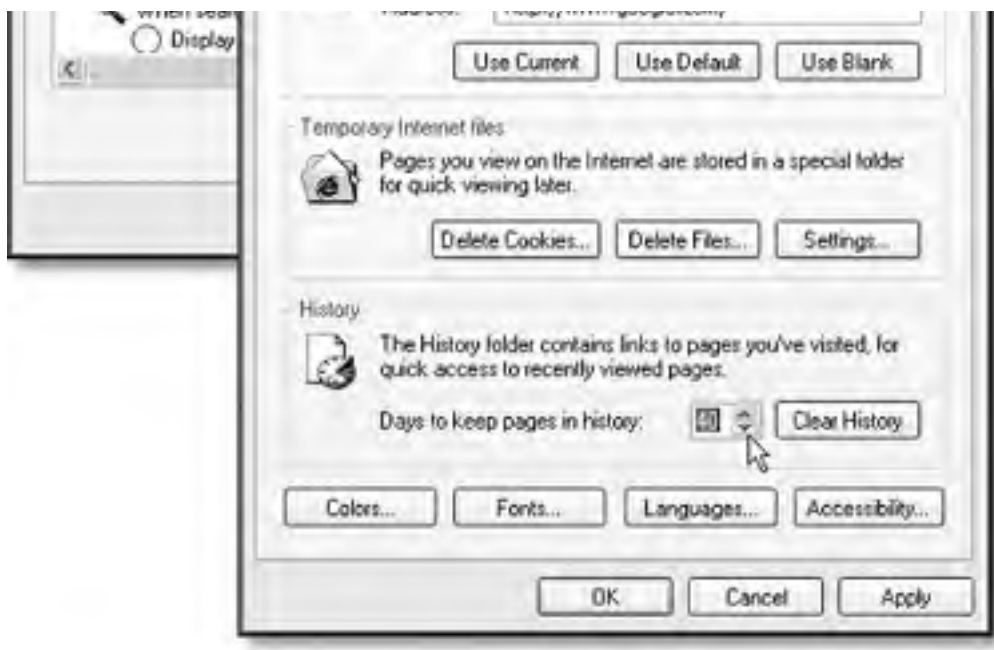 when sear
Display
Address:
Use Current Use Default Use Blank
Temporary Internet files
Pages you view on the Internet are stored in a special folder
for quick viewing later.
Delete Cookies... Delete Files... Settings...
History
The History folder contains links to pages you've visited, for
quick access to recently viewed pages.
Days to keep pages in history: Clear History
Colors... Fonts... Languages... Accessibility...
OK Cancel Apply